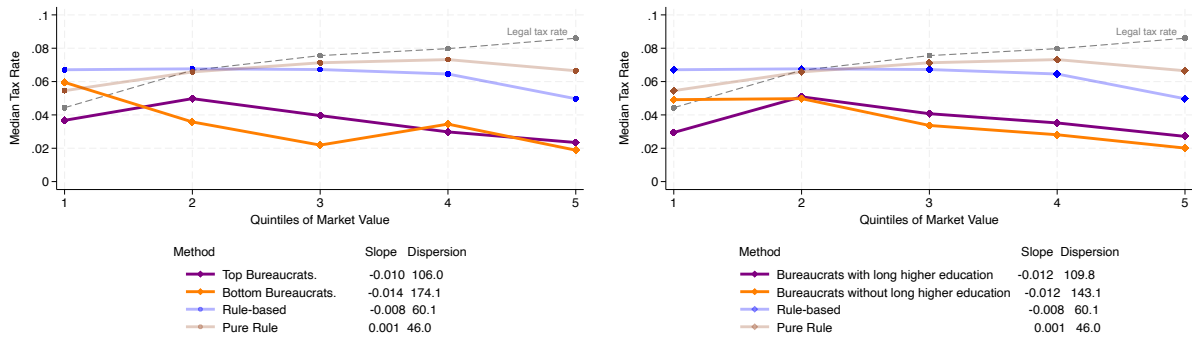 .1
.08
.06
.04
.02
0
Median Tax Rate
Legal tax rate
1 2 3 4 5
Quintiles of Market Value
Method Slope Dispersion
Top Bureaucrats. -0.010 106.0
Bottom Bureaucrats. -0.014 174.1
Rule-based -0.008 60.1
Pure Rule 0.001 46.0
.1
.08
.06
.04
.02
0
Median Tax Rate
Legal tax rate
1 2 3 4 5
Quintiles of Market Value
Method Slope Dispersion
Bureaucrats with long higher education -0.012 109.8
Bureaucrats without long higher education -0.012 143.1
Rule-based -0.008 60.1
Pure Rule 0.001 46.0